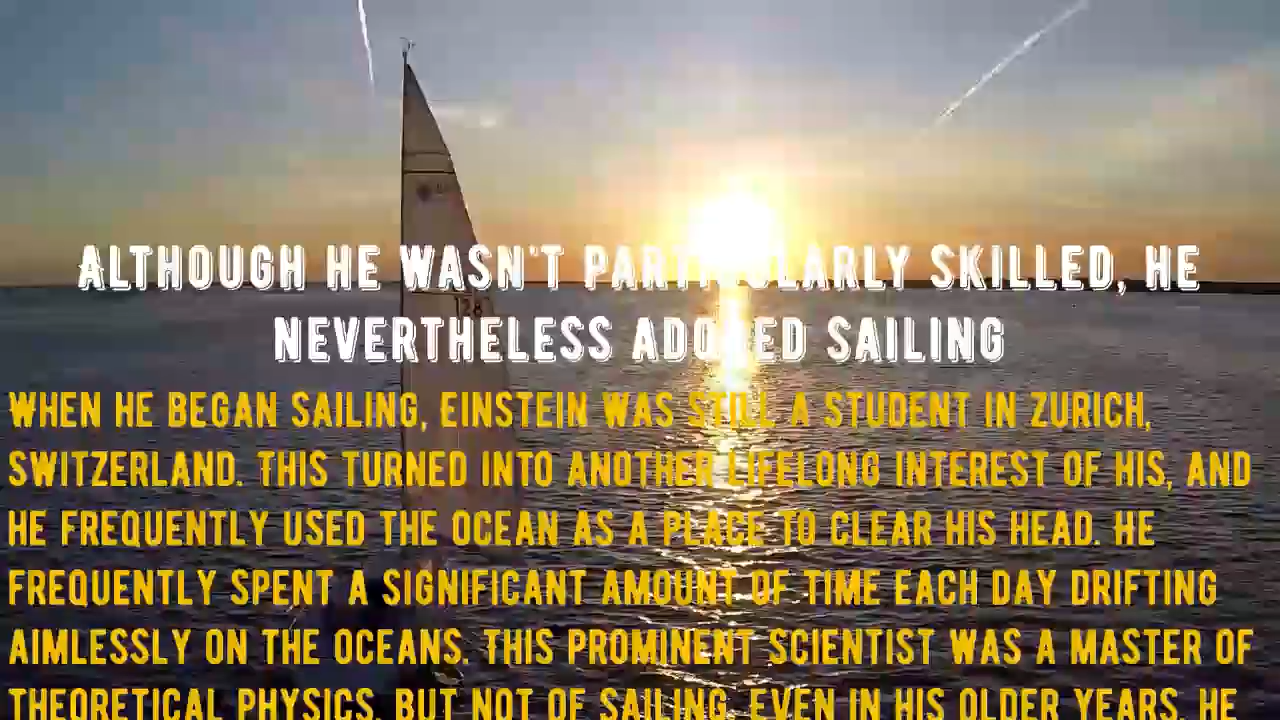 ALTHOUGH HE WASN'T PARTICULARLY SKILLED, HE
NEVERTHELESS ADORED SAILING
WHEN HE BEGAN SAILING, EINSTEIN WAS STILL A STUDENT IN ZURICH,
SWITZERLAND. THIS TURNED INTO ANOTHER LIFELONG INTEREST OF HIS, AND
HE FREQUENTLY USED THE OCEAN AS A PLACE TO CLEAR HIS HEAD. HE
FREQUENTLY SPENT A SIGNIFICANT AMOUNT OF TIME EACH DAY DRIFTING
AIMLESSLY ON THE OCEANS. THIS PROMINENT SCIENTIST WAS A MASTER OF
THEORETICAL PHYSICS, BUT NOT OF SAILING. EVEN IN HIS OLDER YEARS, HE